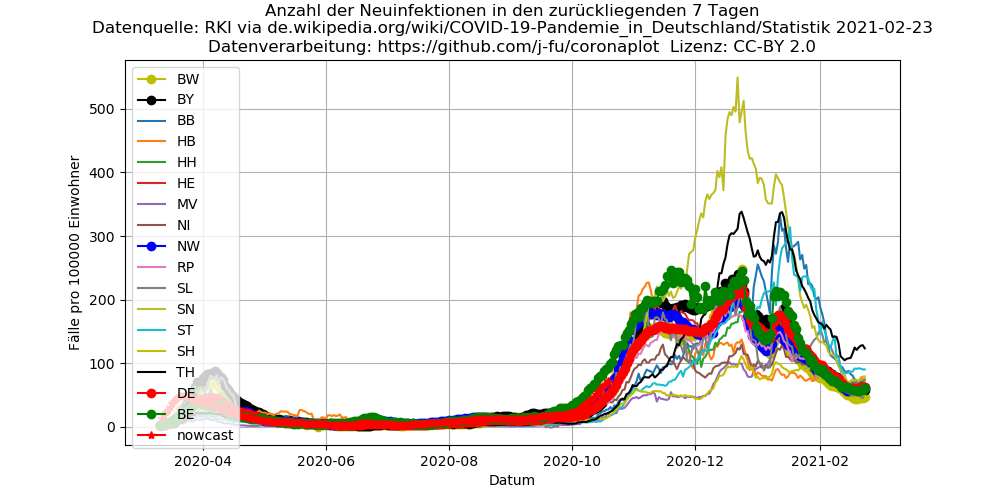 Anzahl der Neuinfektionen in den zurückliegenden 7 Tagen
Datenquelle: RKI via de.wikipedia.org/wiki/COVID-19-Pandemie_in_Deutschland/Statistik 2021-02-23
Datenverarbeitung: https://github.com/j-fu/coronaplot  Lizenz: CC-BY 2.0
Fälle pro 100000 Einwohner
500
400
300
200
100
0
BW
BY
BB
HB
HH
HE
MV
NI
NW
RP
SL
SN
ST
SH
TH
DE
BE
nowcast
2020-04
2020-06
2020-08
2020-10
2020-12
2021-02
Datum